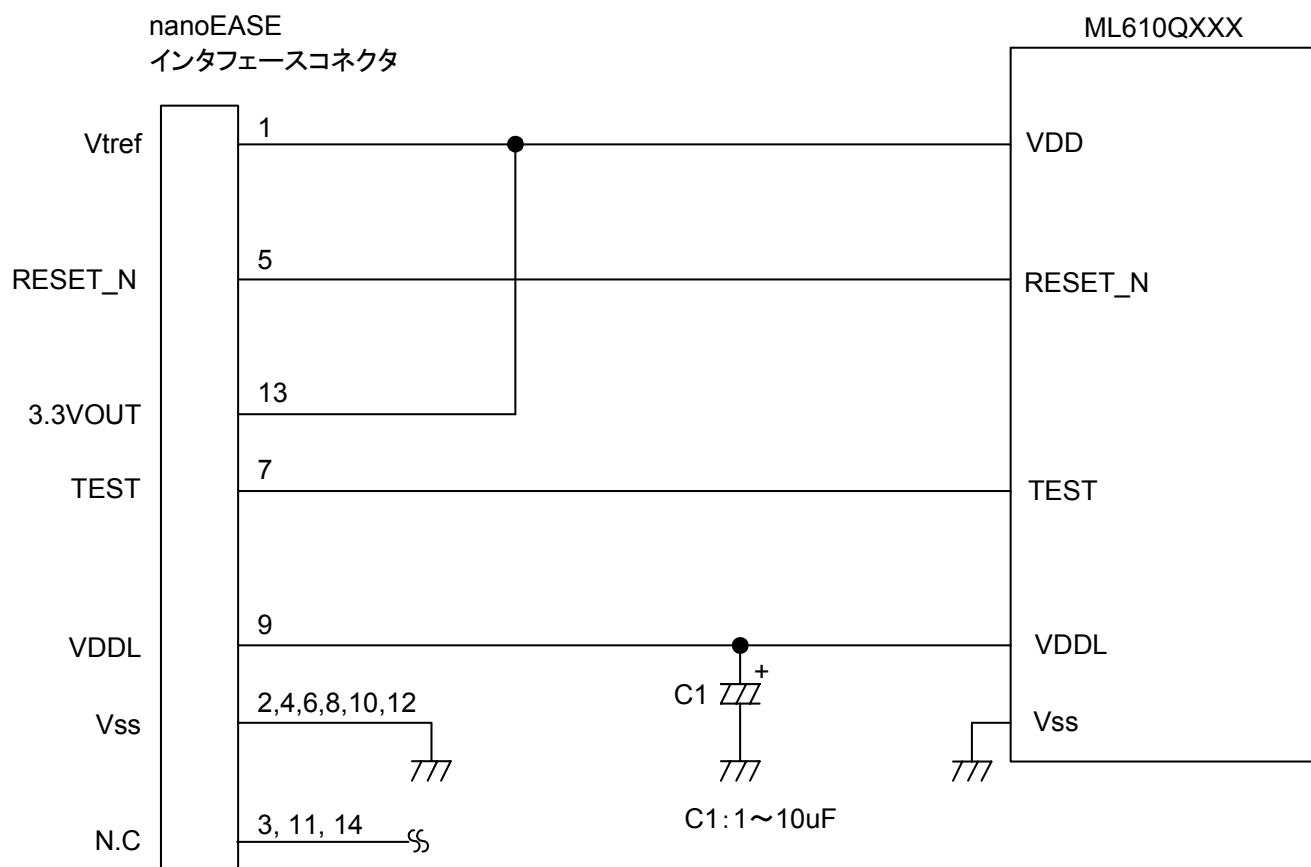 nanoEASE
インタフェースコネクタ
ML610QXXX
Vtref
1
VDD
RESET_N
5
RESET_N
3.3VOUT
13
TEST
7
TEST
VDDL
9
VDDL
C1
+
Vss
2,4,6,8,10,12
Vss
C1:1～10uF
N.C
3, 11, 14